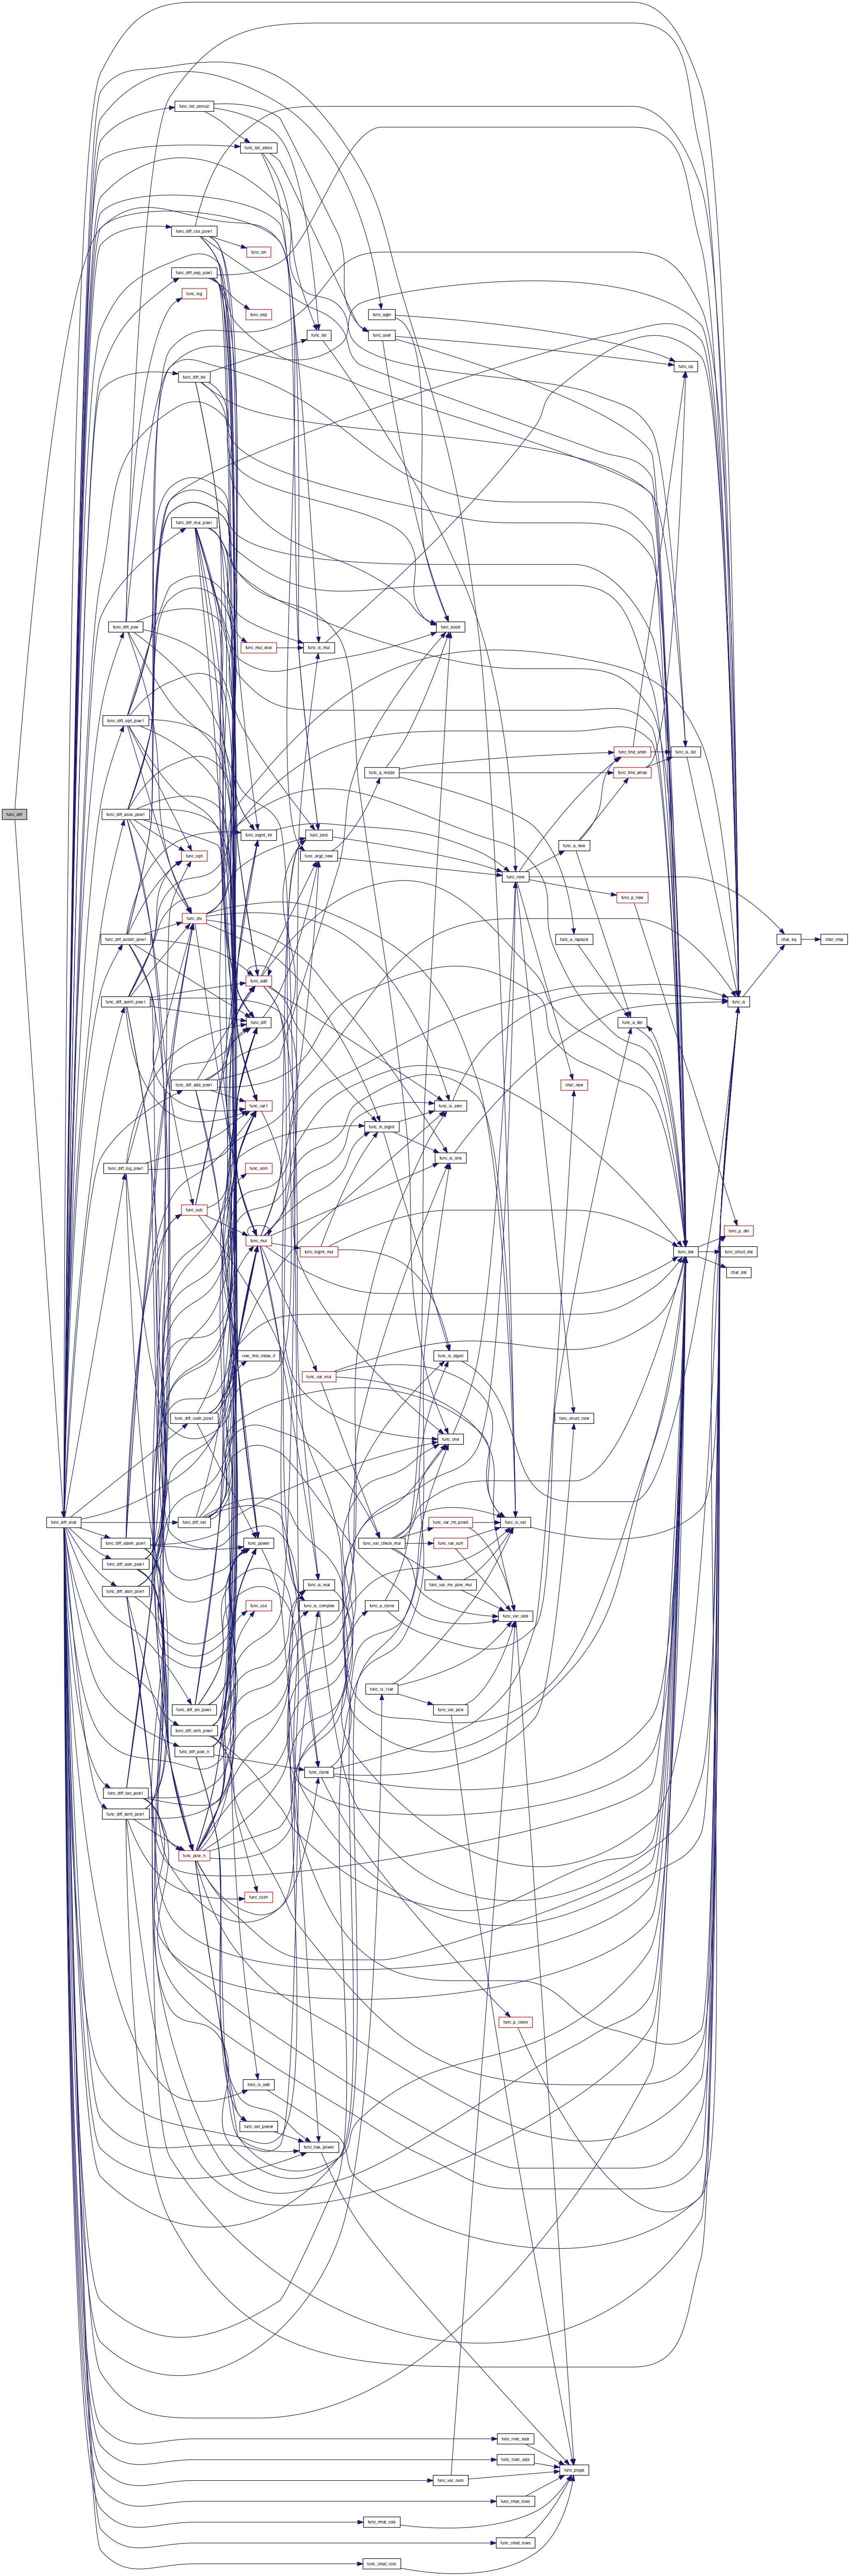 func_list_zeros2
func_list_zeros
func_diff_cos_pow1
func_sin
func_diff_exp_pow1
func_log
func_exp
func_aget
func_aset
func_list
func_op
func_diff_list
func_diff_mul_pow1
func_diff_pow
func_asize
func_mul_eval
func_is_mul
func_diff_sqrt_pow1
func_find_amin
func_is_list
func_a_resize
func_find_amax
func_diff
func_diff_acos_pow1
func_bigint_int
func_zero
func_a_new
func_sqrt
func_arg2_new
func_new
func_p_new
func_div
func_diff_acosh_pow1
func_a_replace
char_eq
char_cmp
func_add
func_diff_asinh_pow1
func_is
func_diff
func_a_del
func_diff_add_pow1
char_new
func_var1
func_is_zero
func_is_bigint
func_is_one
func_diff_log_pow1
func_sinh
func_sub
func_p_del
func_mul
func_bigint_mul
func_del
func_struct_del
char_del
rvec_find_index_if
func_is_bigint
func_var_mul
func_diff_cosh_pow1
func_struct_new
func_one
func_diff_eval
func_diff_var
func_var_rm_pow0
func_is_var
func_diff_atanh_pow1
func_power
func_var_check_mul
func_var_sort
func_diff_asin_pow1
func_is_real
func_var_rmv_pow_mul
func_diff_atan_pow1
func_cos
func_is_complex
func_a_clone
func_var_size
func_is_1var
func_diff_sin_pow1
func_var_pow
func_diff_sinh_pow1
func_diff_pow_n
func_clone
func_diff_tan_pow1
func_diff_tanh_pow1
func_pow_n
func_cosh
func_p_clone
func_is_add
func_set_power
func_has_power
func_rvec_size
func_cvec_size
func_ptype
func_var_num
func_rmat_rows
func_rmat_cols
func_cmat_rows
func_cmat_cols